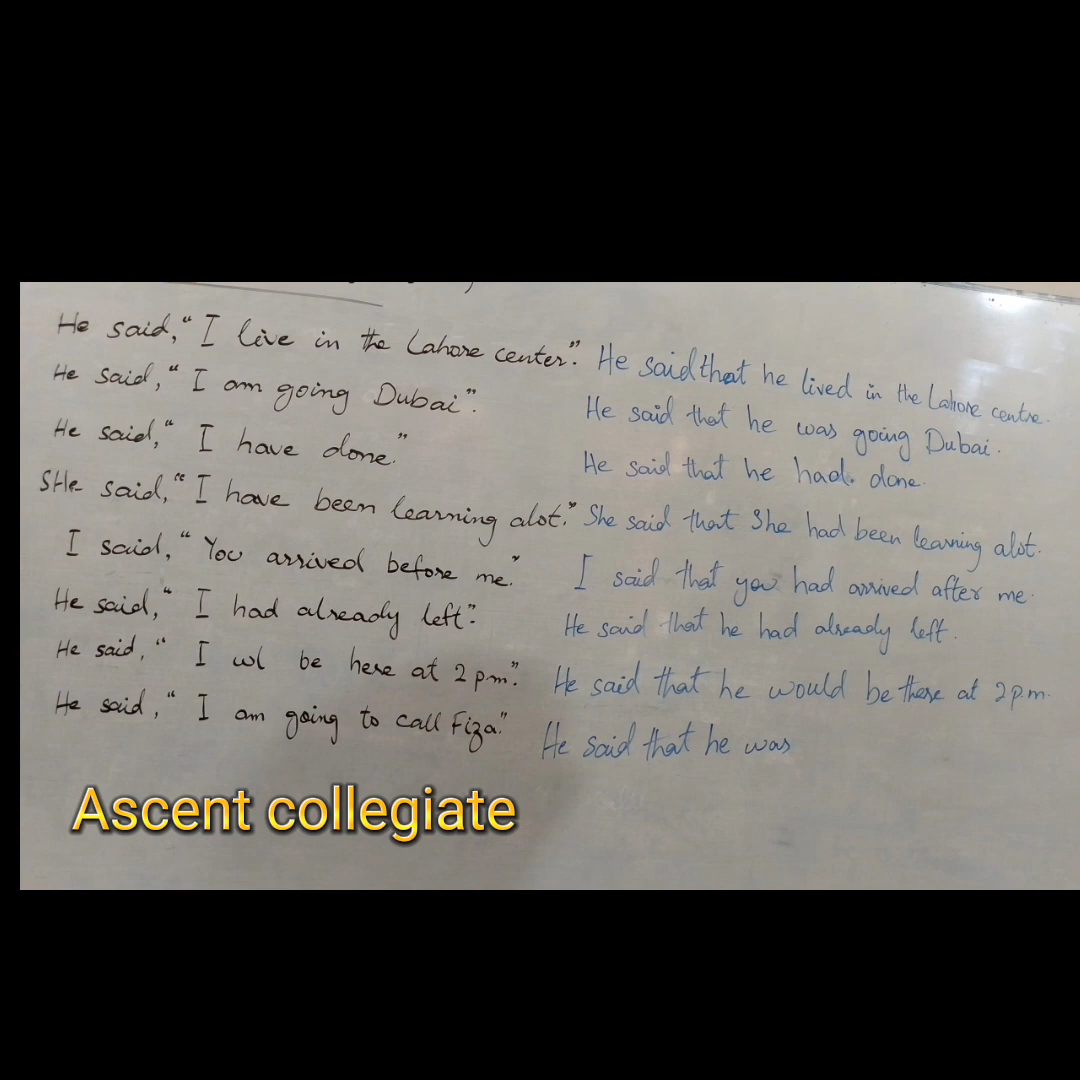 He said, “I live in the Lahore center”. He said that he lived in the Lahore centre.
He said, “I am going Dubai”. He said that he was going Dubai.
He said, “I have done.” He said that he had. done.
SHe said, “I have been learning alot.” She said that She had been learning alot.
I said, “You arrived before me.” I said that you had arrived after me.
He said, “I had already left”. He said that he had already left.
He said, “I wl be here at 2 p.m”. He said that he would be there at 2 p.m.
He said, “I am going to call Fiza.” He said that he was
Ascent collegiate